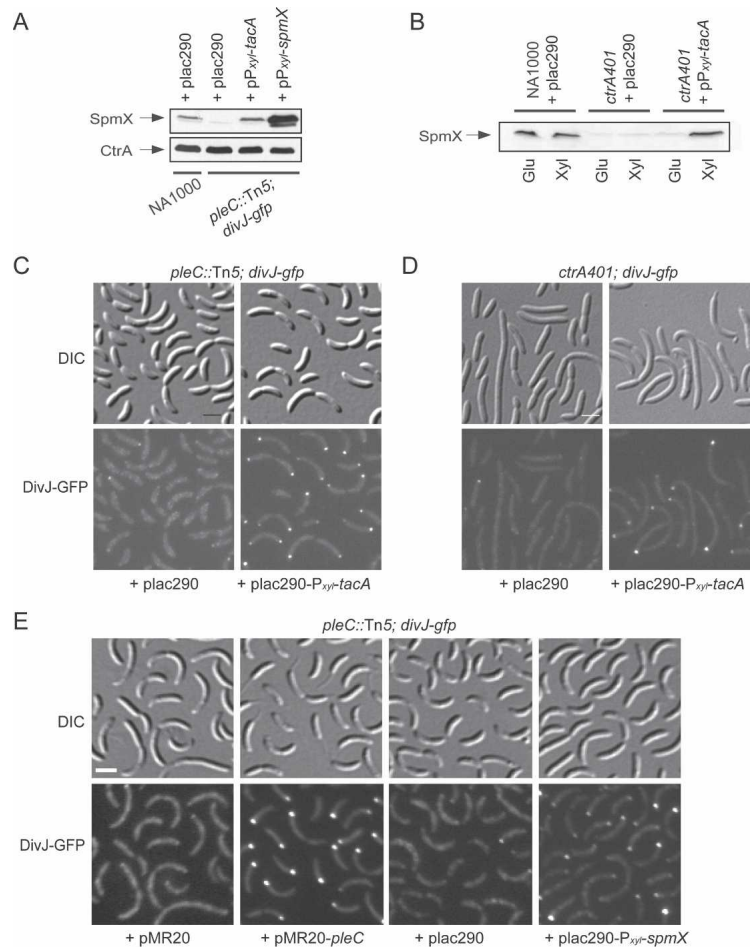 A
+ plac290
+ plac290
+ pPxyl-tacA
+ pPxyl-spmX
SpmX
CtrA
NA1000
pleC::Tn5;
divJ-gfp
B
NA1000
+ plac290
ctrA401
+ plac290
ctrA401
+ pPxyl-tacA
SpmX
Glu
Xyl
Glu
Xyl
Glu
Xyl
C
pleC::Tn5; divJ-gfp
DIC
DivJ-GFP
+ plac290
+ plac290-Pxyl-tacA
D
ctrA401; divJ-gfp
+ plac290
+ plac290-Pxyl-tacA
E
pleC::Tn5; divJ-gfp
DIC
DivJ-GFP
+ pMR20
+ pMR20-pleC
+ plac290
+ plac290-Pxyl-spmX